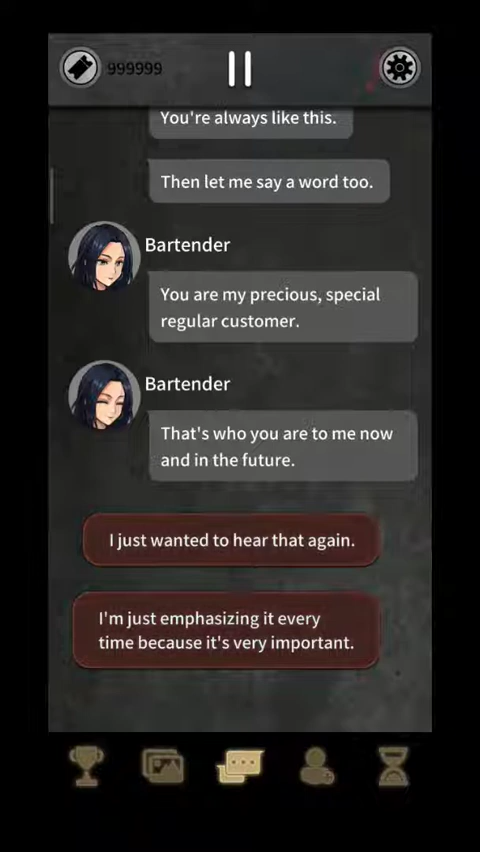 999999
You're always like this.
Then let me say a word too.
Bartender
You are my precious, special
regular customer.
Bartender
That's who you are to me now
and in the future.
I just wanted to hear that again.
I'm just emphasizing it every
time because it's very important.